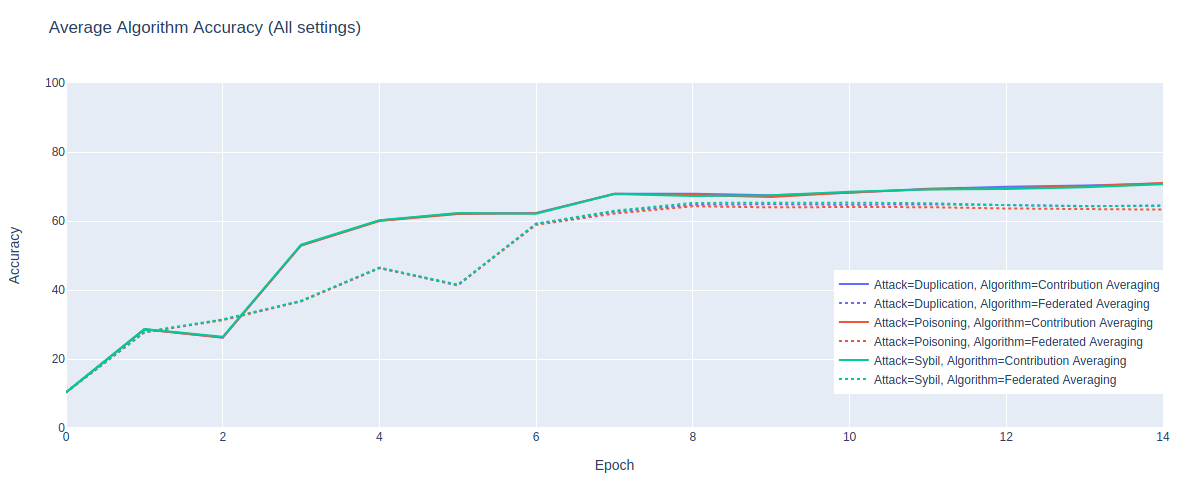 Average Algorithm Accuracy (All settings)
100
80
60
40
20
0
Accuracy
0 2 4 6 8 10 12 14
Epoch
Attack=Duplication, Algorithm=Contribution Averaging
Attack=Duplication, Algorithm=Federated Averaging
Attack=Poisoning, Algorithm=Contribution Averaging
Attack=Poisoning, Algorithm=Federated Averaging
Attack=Sybil, Algorithm=Contribution Averaging
Attack=Sybil, Algorithm=Federated Averaging